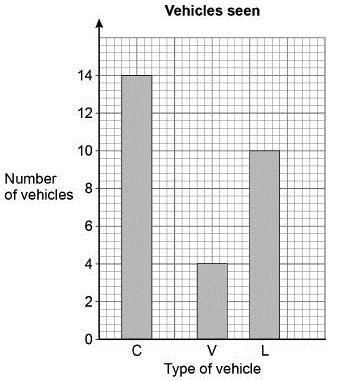 Vehicles seen
14
12
10
Number
of vehicles
8
6
4
2
0
C V L
Type of vehicle